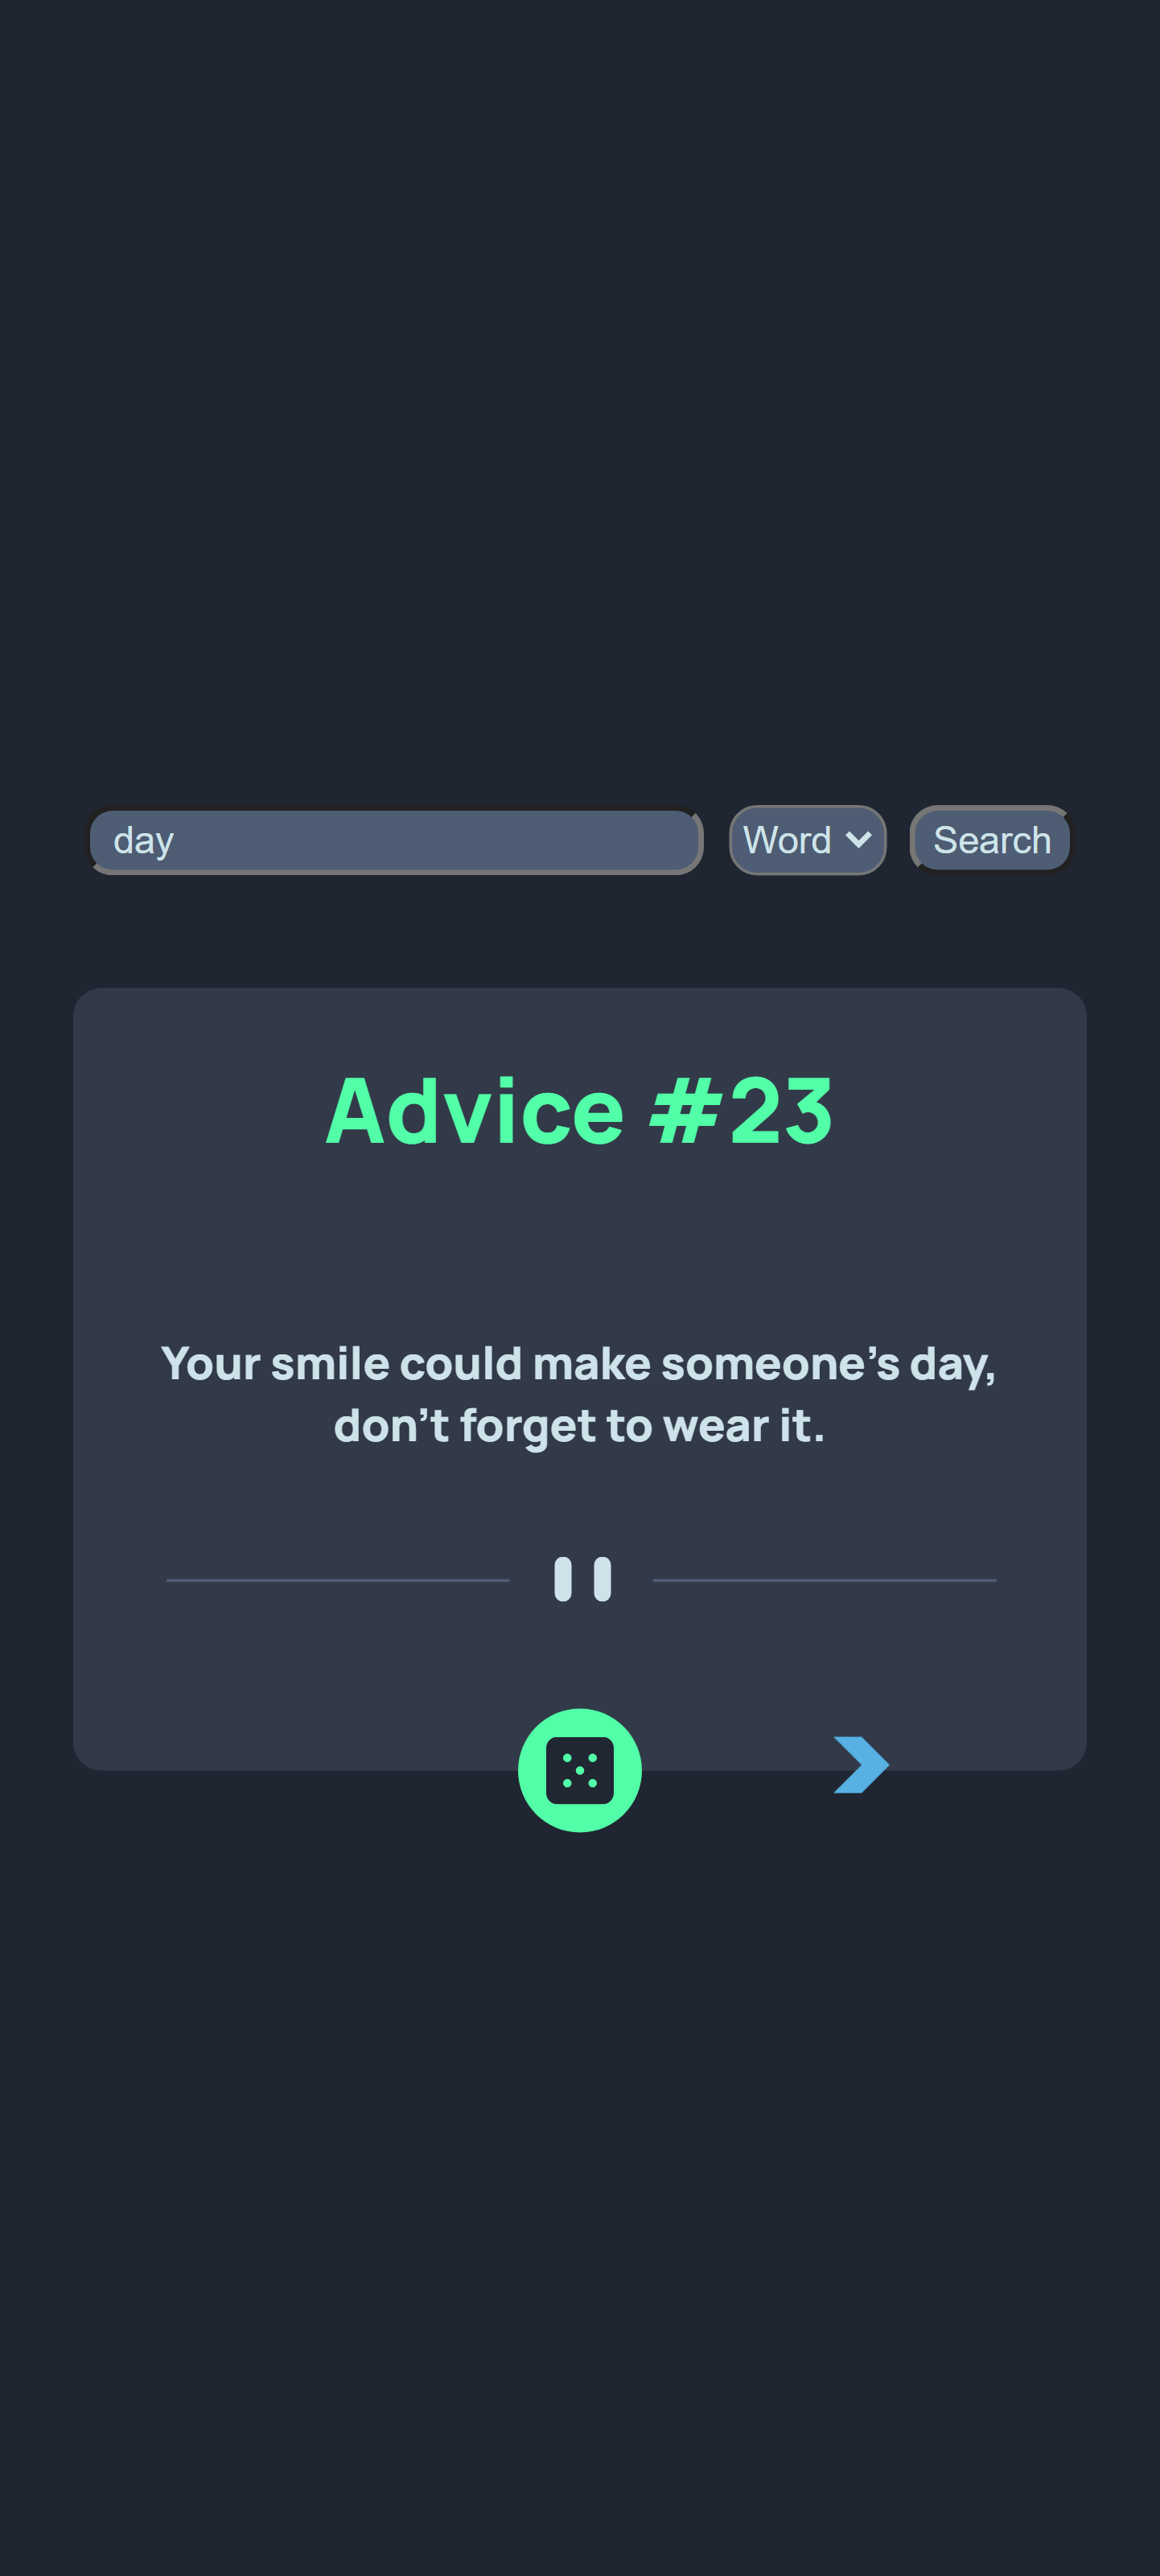 day
Word
Search
Advice #23
Your smile could make someone's day,
don't forget to wear it.